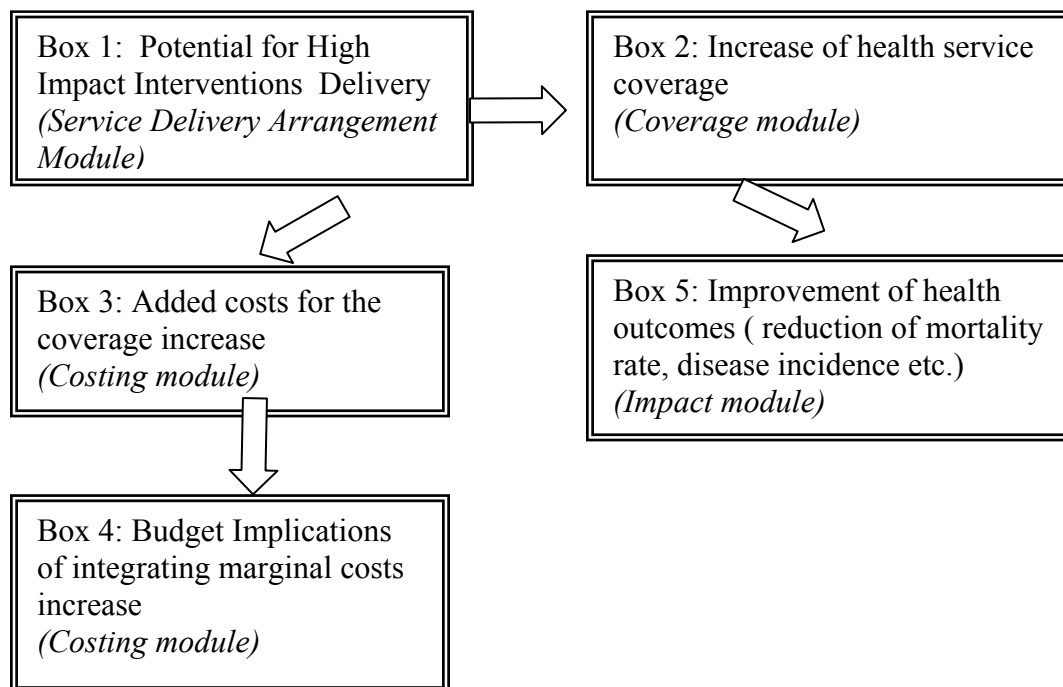 Box 1:  Potential for High
Impact Interventions  Delivery
(Service Delivery Arrangement
Module)
Box 2: Increase of health service
coverage
(Coverage module)
Box 3: Added costs for the
coverage increase
(Costing module)
Box 5: Improvement of health
outcomes ( reduction of mortality
rate, disease incidence etc.)
(Impact module)
Box 4: Budget Implications
of integrating marginal costs
increase
(Costing module)